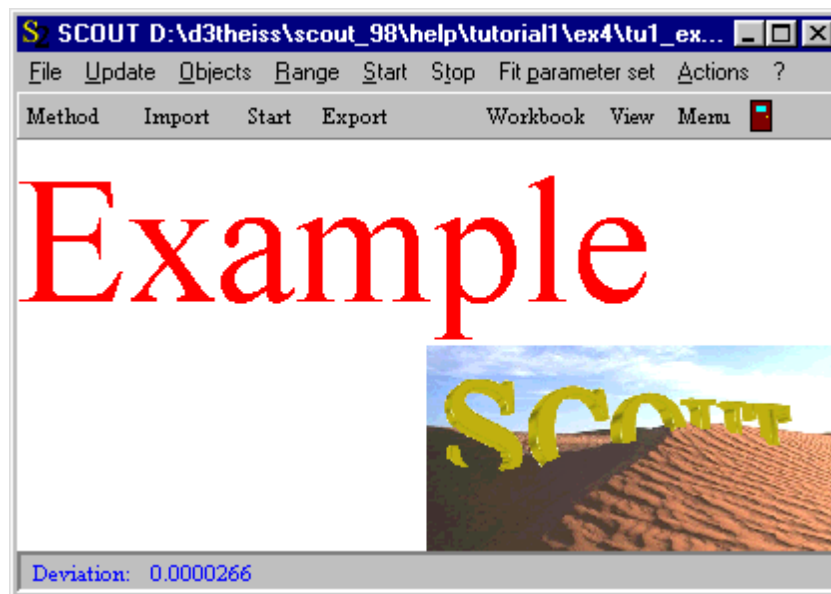 S2 SCOUT D:\d3theiss\scout_98\help\tutorial1\ex4\tu1_ex...
File Update Objects Range Start Stop Fit parameter set Actions ?
Method Import Start Export Workbook View Menu
Example
SCOUT
Deviation: 0.0000266